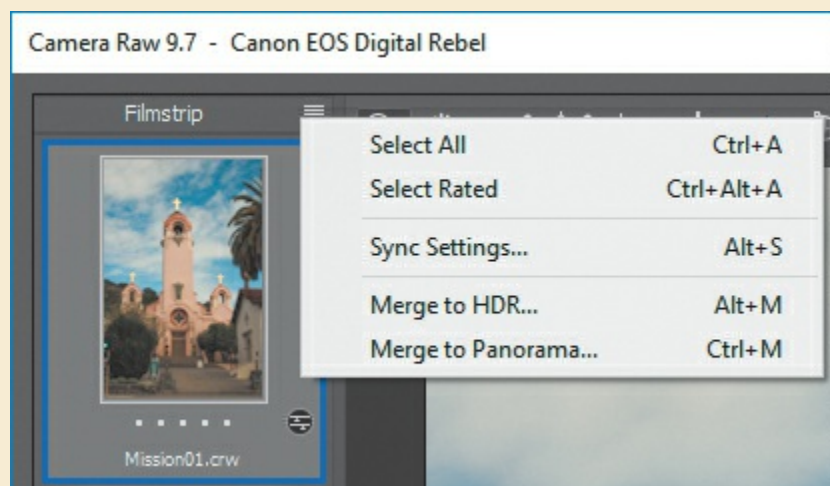 Camera Raw 9.7 - Canon EOS Digital Rebel
Filmstrip
Select All Ctrl+A
Select Rated Ctrl+Alt+A
Sync Settings... Alt+S
Merge to HDR... Alt+M
Merge to Panorama... Ctrl+M
Mission01.crw